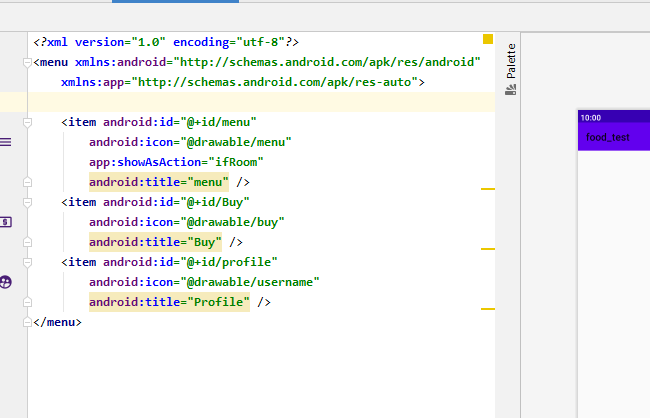 <?xml version="1.0" encoding="utf-8"?>
<menu xmlns:android="http://schemas.android.com/apk/res/android"
xmlns:app="http://schemas.android.com/apk/res-auto">
<item android:id="@+id/menu"
android:icon="@drawable/menu"
app:showAsAction="ifRoom"
android:title="menu" />
<item android:id="@+id/Buy"
android:icon="@drawable/buy"
android:title="Buy" />
<item android:id="@+id/profile"
android:icon="@drawable/username"
android:title="Profile" />
</menu>
Palette
10:00
food_test